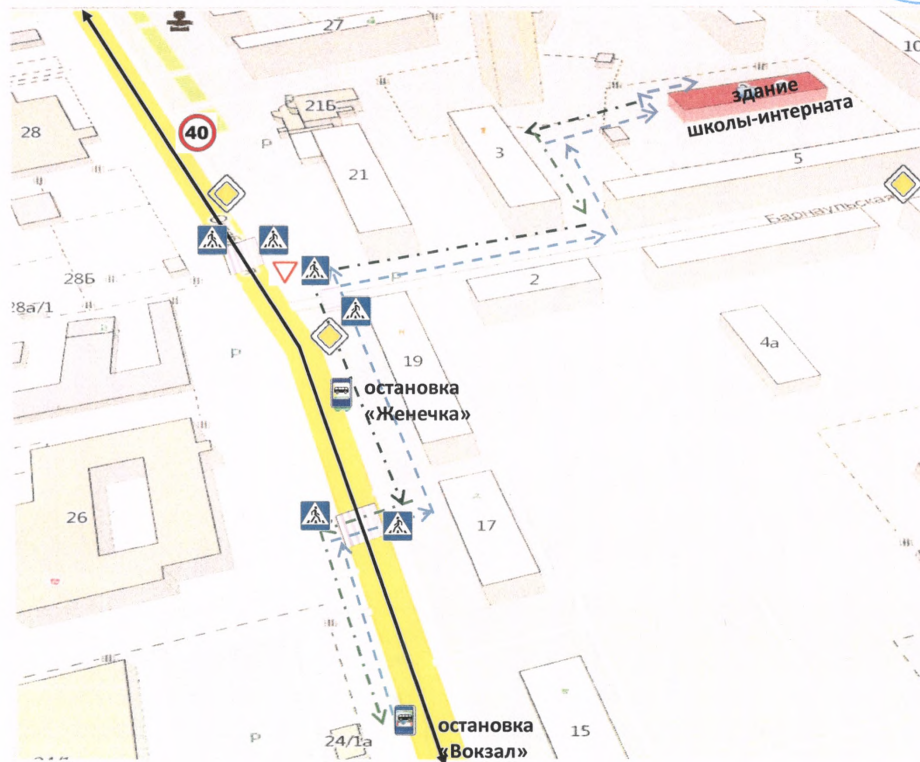 27
10
28
40
21Б
21
3
здание
школы-интерната
5
Барнаульская
28Б
28а/1
Р
Р
Р
2
19
4а
остановка
«Женечка»
26
17
Р
24/1а
остановка
«Вокзал»
15